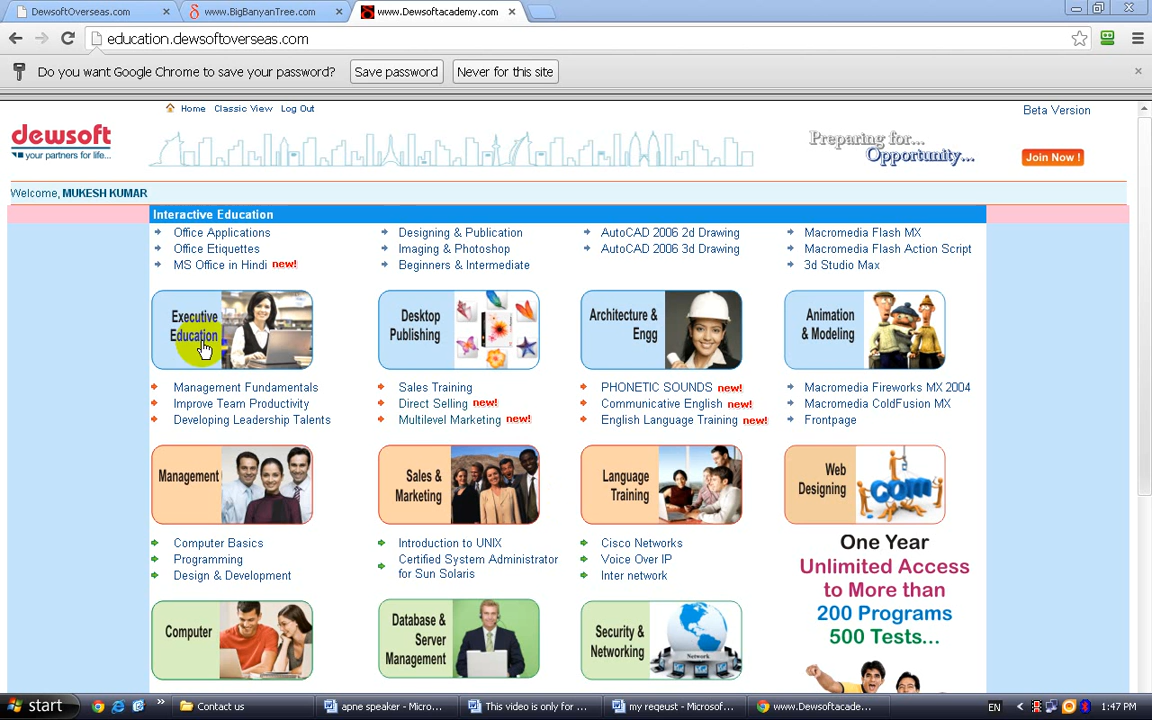 DewsoftOverseas.com
www.BigBanyanTree.com
www.Dewsoftacademy.com
education.dewsoftoverseas.com
Do you want Google Chrome to save your password?
Save password
Never for this site
Home
Classic View
Log Out
Beta Version
dewsoft
your partners for life...
Preparing for...
Opportunity...
Join Now !
Welcome, MUKESH KUMAR
Interactive Education
Office Applications
Office Etiquettes
MS Office in Hindi new!
Designing & Publication
Imaging & Photoshop
Beginners & Intermediate
AutoCAD 2006 2d Drawing
AutoCAD 2006 3d Drawing
Macromedia Flash MX
Macromedia Flash Action Script
3d Studio Max
Executive
Education
Desktop
Publishing
Architecture &
Engg
Animation
& Modeling
Management Fundamentals
Improve Team Productivity
Developing Leadership Talents
Sales Training
Direct Selling new!
Multilevel Marketing new!
PHONETIC SOUNDS new!
Communicative English new!
English Language Training new!
Macromedia Fireworks MX 2004
Macromedia ColdFusion MX
Frontpage
Management
Sales &
Marketing
Language
Training
Web
Designing
com
Computer Basics
Programming
Design & Development
Introduction to UNIX
Certified System Administrator
for Sun Solaris
Cisco Networks
Voice Over IP
Inter network
One Year
Unlimited Access
to More than
200 Programs
500 Tests...
Computer
Database &
Server
Management
Security &
Networking
Network
start
Contact us
apne speaker - Micros...
This video is only for ...
my reqeust - Microsof...
www.Dewsoftacade...
EN
1:47 PM